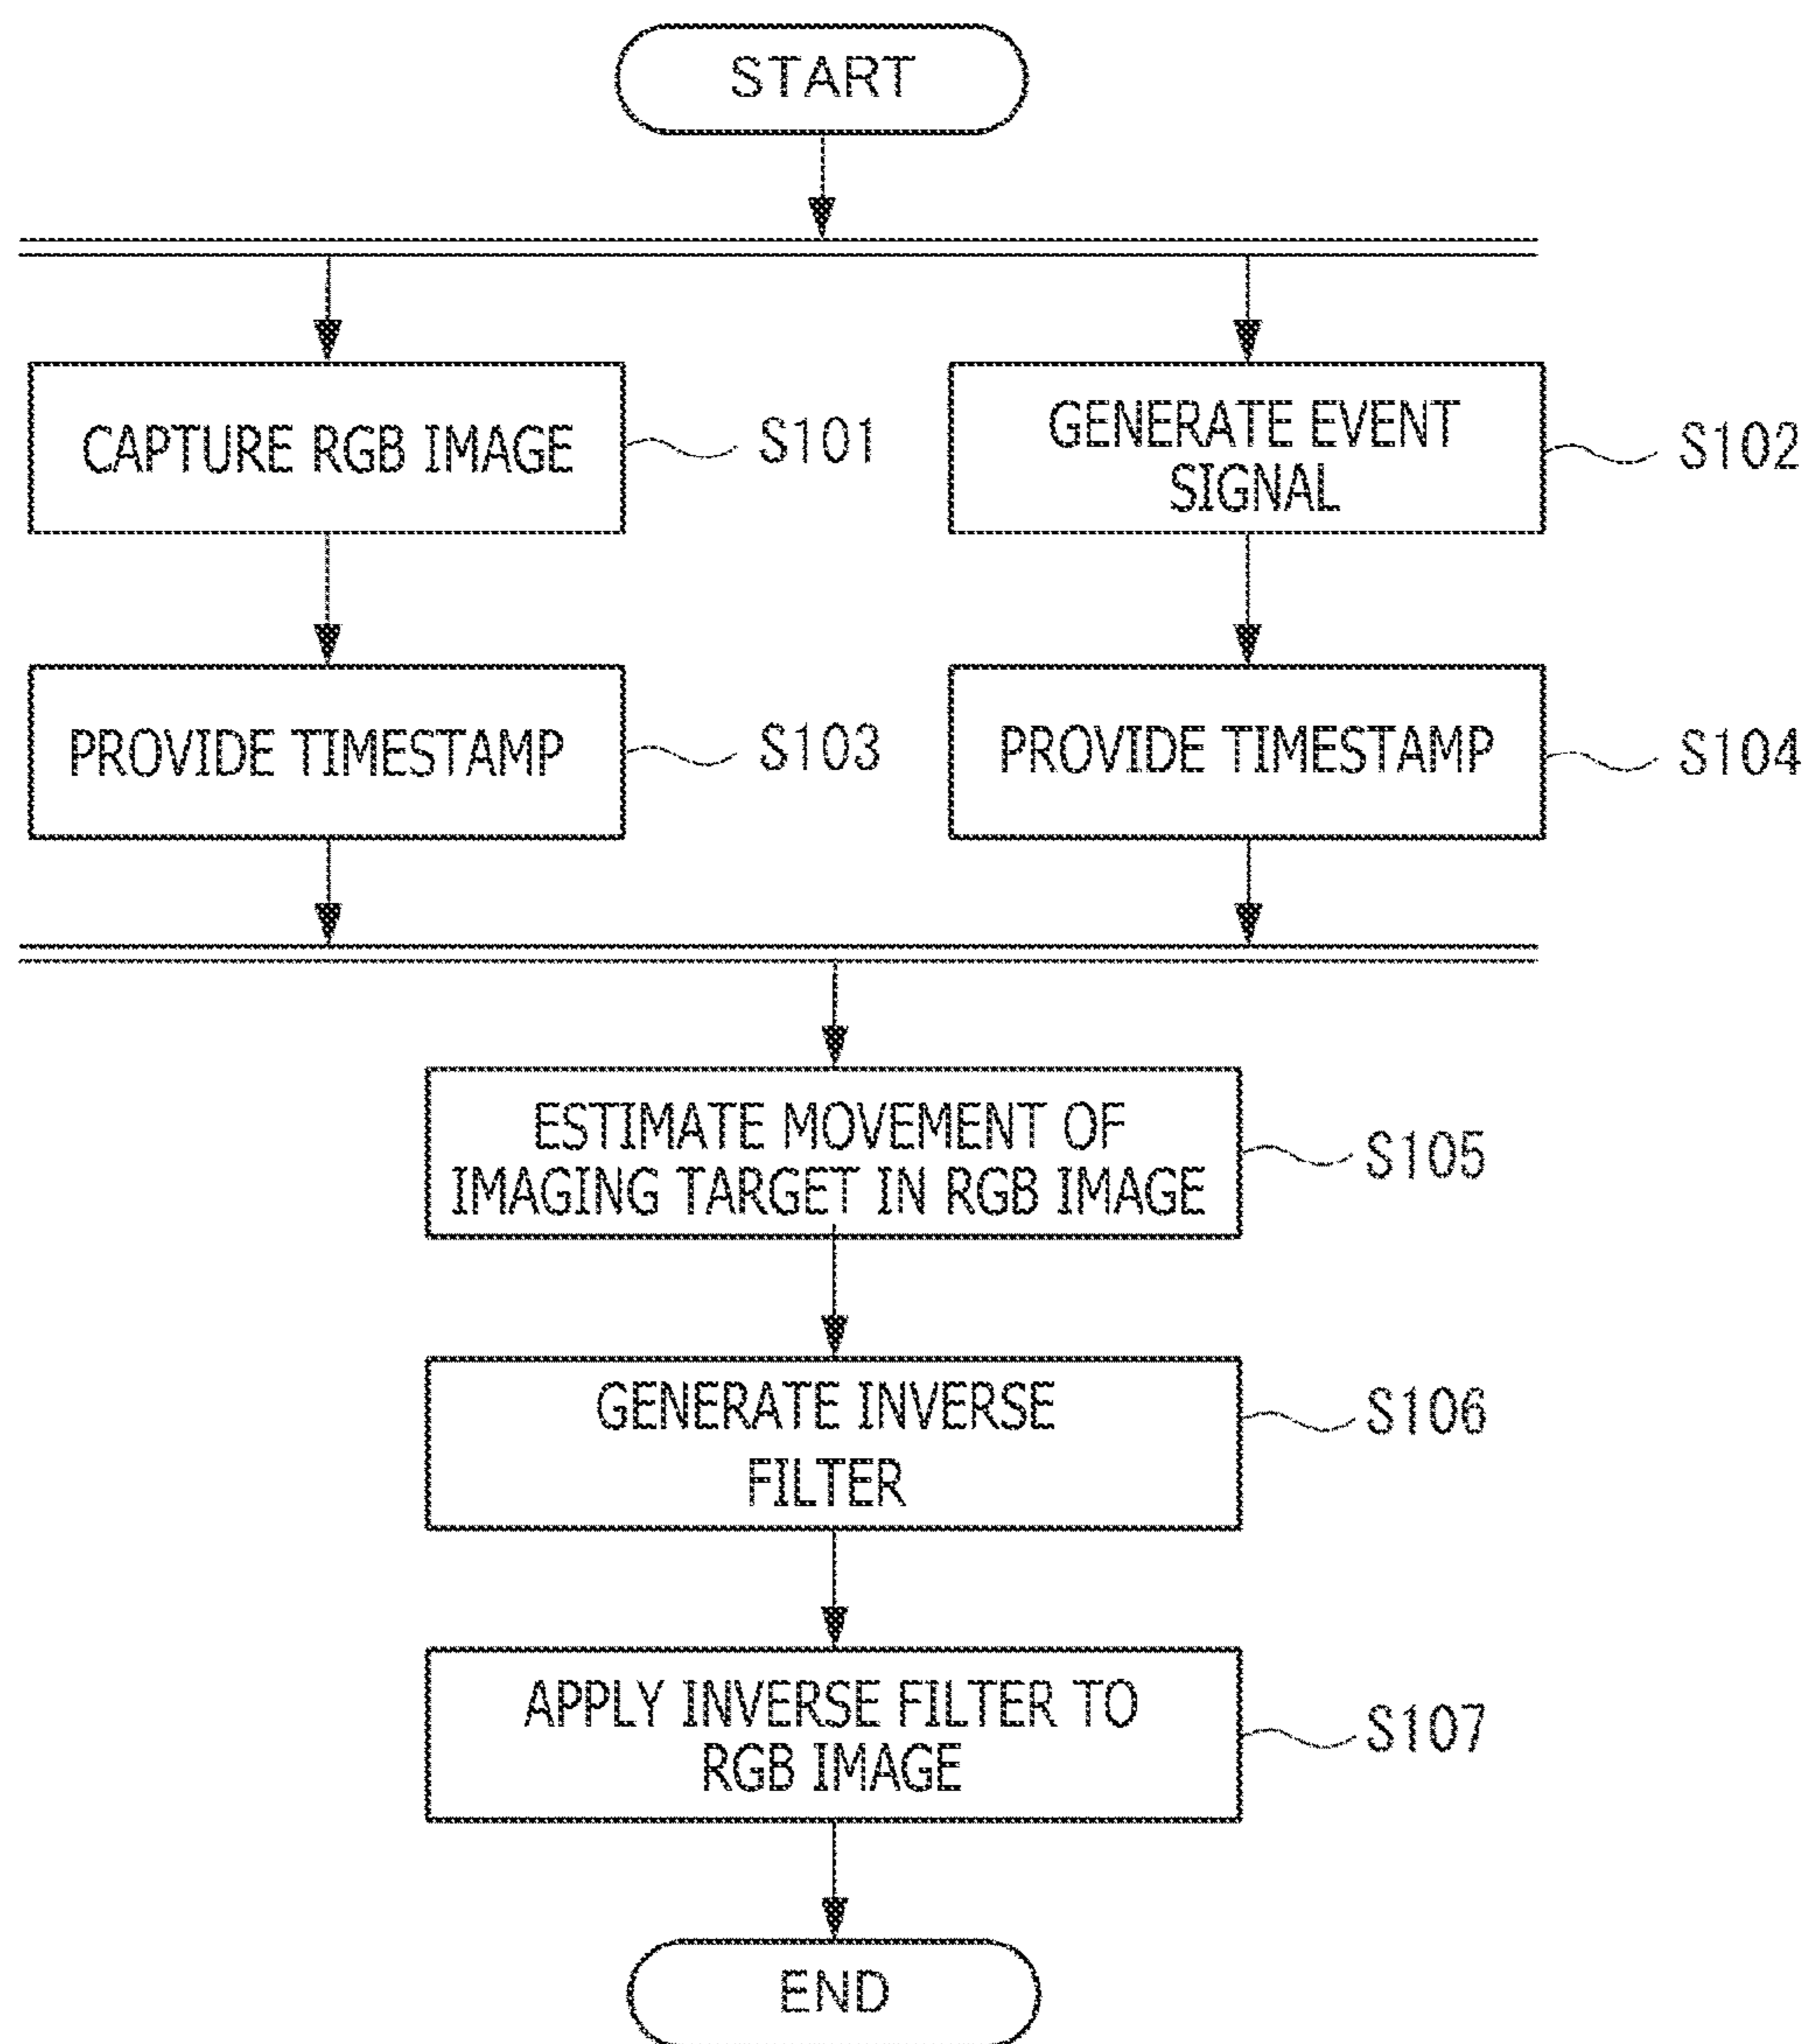 START
CAPTURE RGB IMAGE
S101
GENERATE EVENT
SIGNAL
S102
PROVIDE TIMESTAMP
S103
PROVIDE TIMESTAMP
S104
ESTIMATE MOVEMENT OF
IMAGING TARGET IN RGB IMAGE
S105
GENERATE INVERSE
FILTER
S106
APPLY INVERSE FILTER TO
RGB IMAGE
S107
END